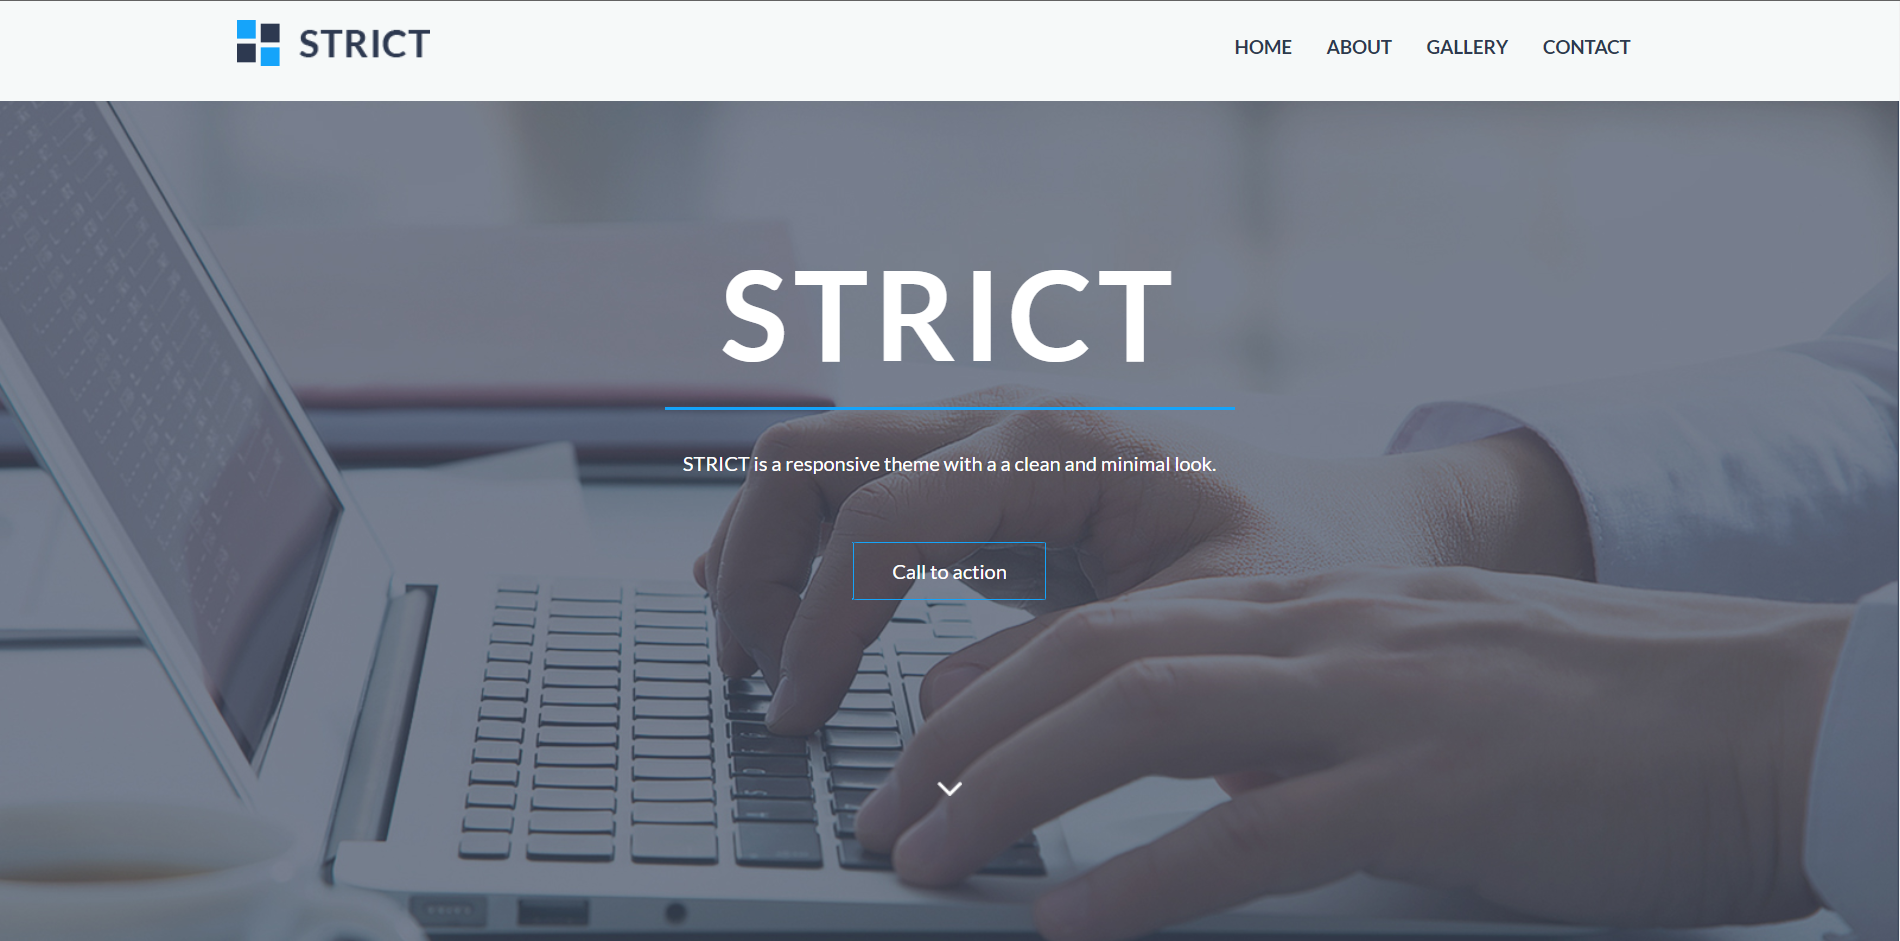 STRICT
HOME ABOUT GALLERY CONTACT
STRICT
STRICT is a responsive theme with a a clean and minimal look.
Call to action